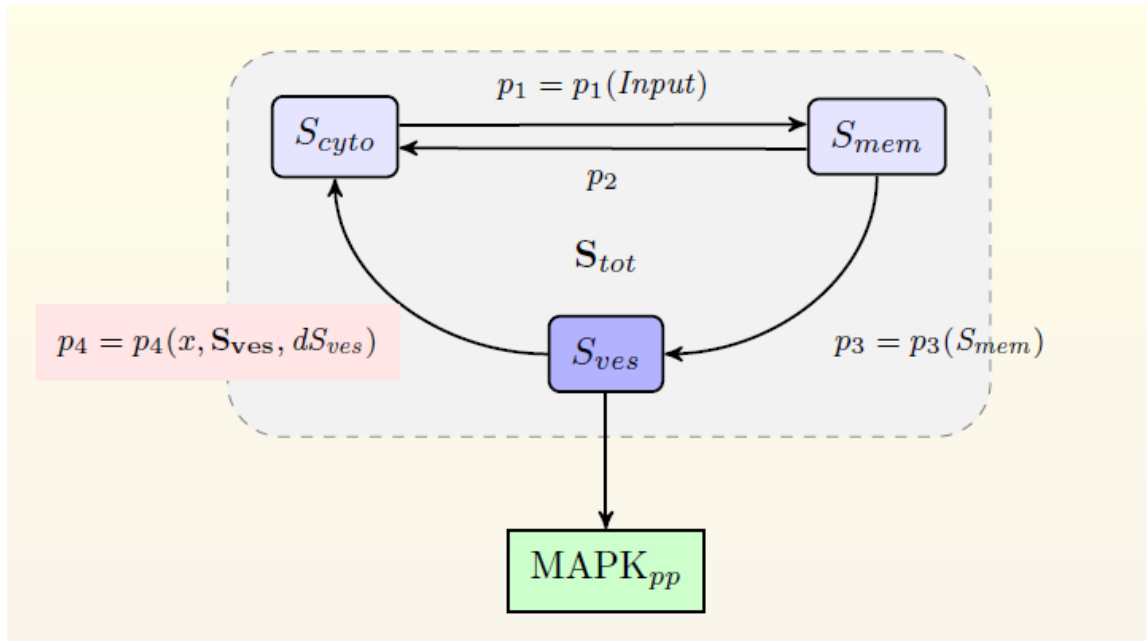 p₁ = p₁(Input)
S_cyto
S_mem
p₂
S_tot
p₄ = p₄(x, S_ves, dS_ves)
S_ves
p₃ = p₃(S_mem)
MAPK_pp